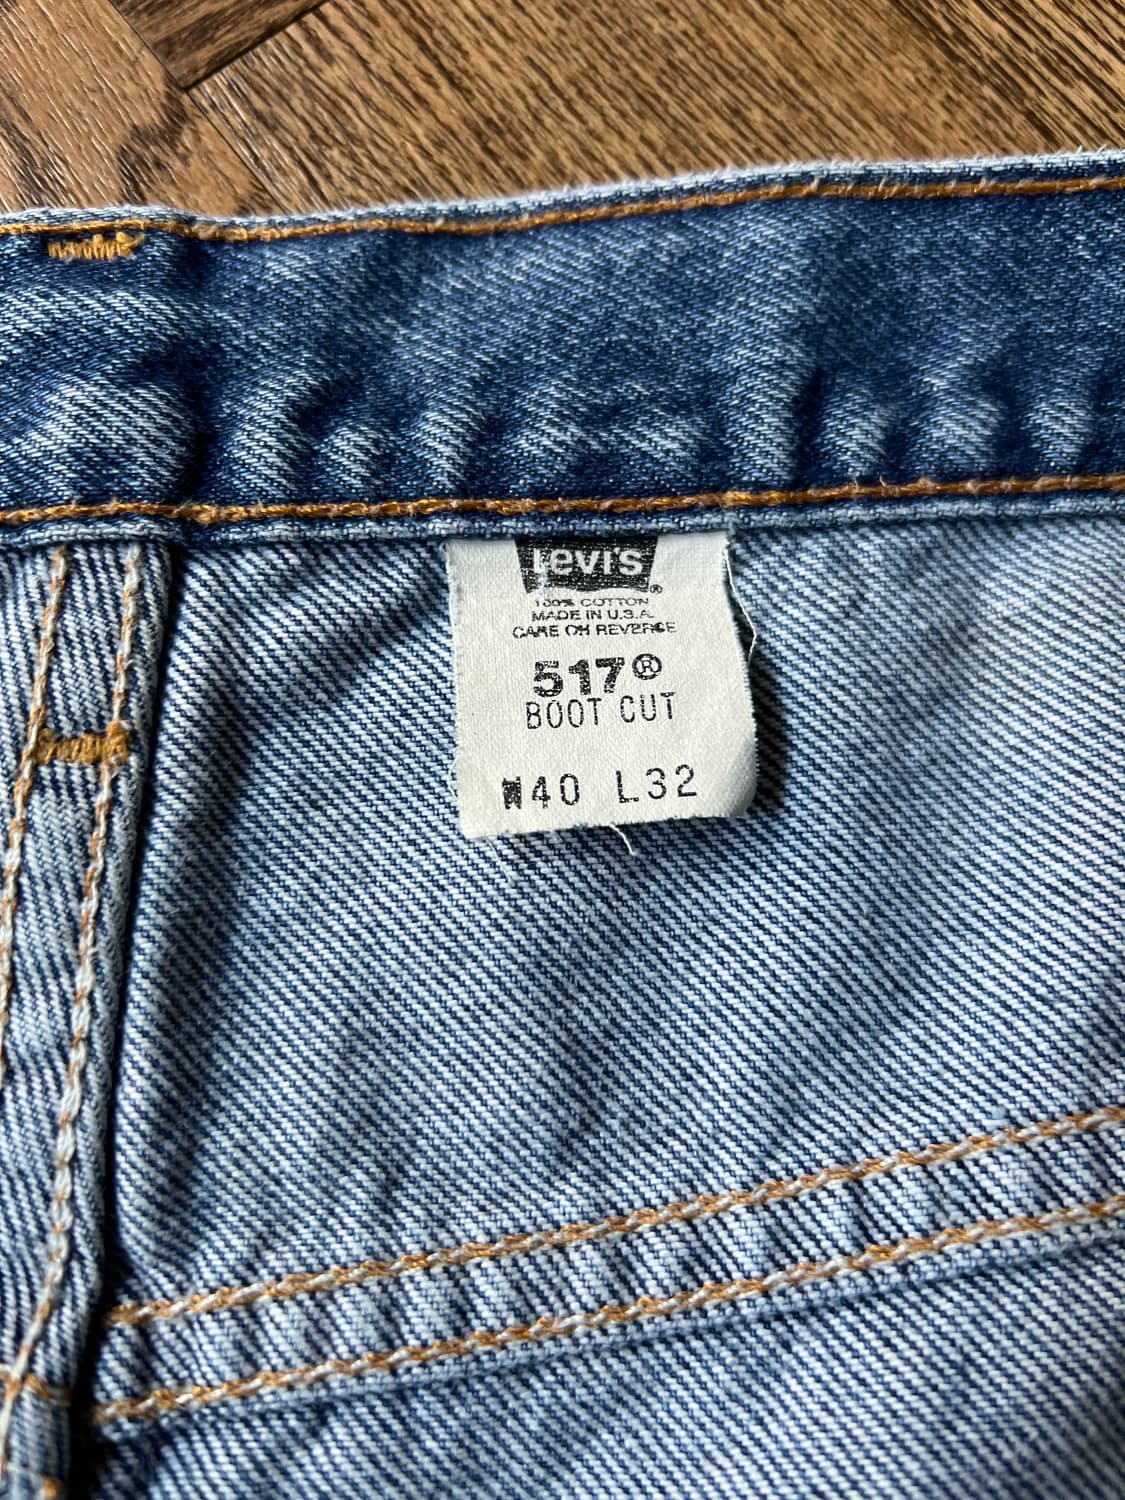 Levi's ®
100% COTTON
MADE IN U.S.A.
CARE ON REVERSE
517®
BOOT CUT
W40 L32